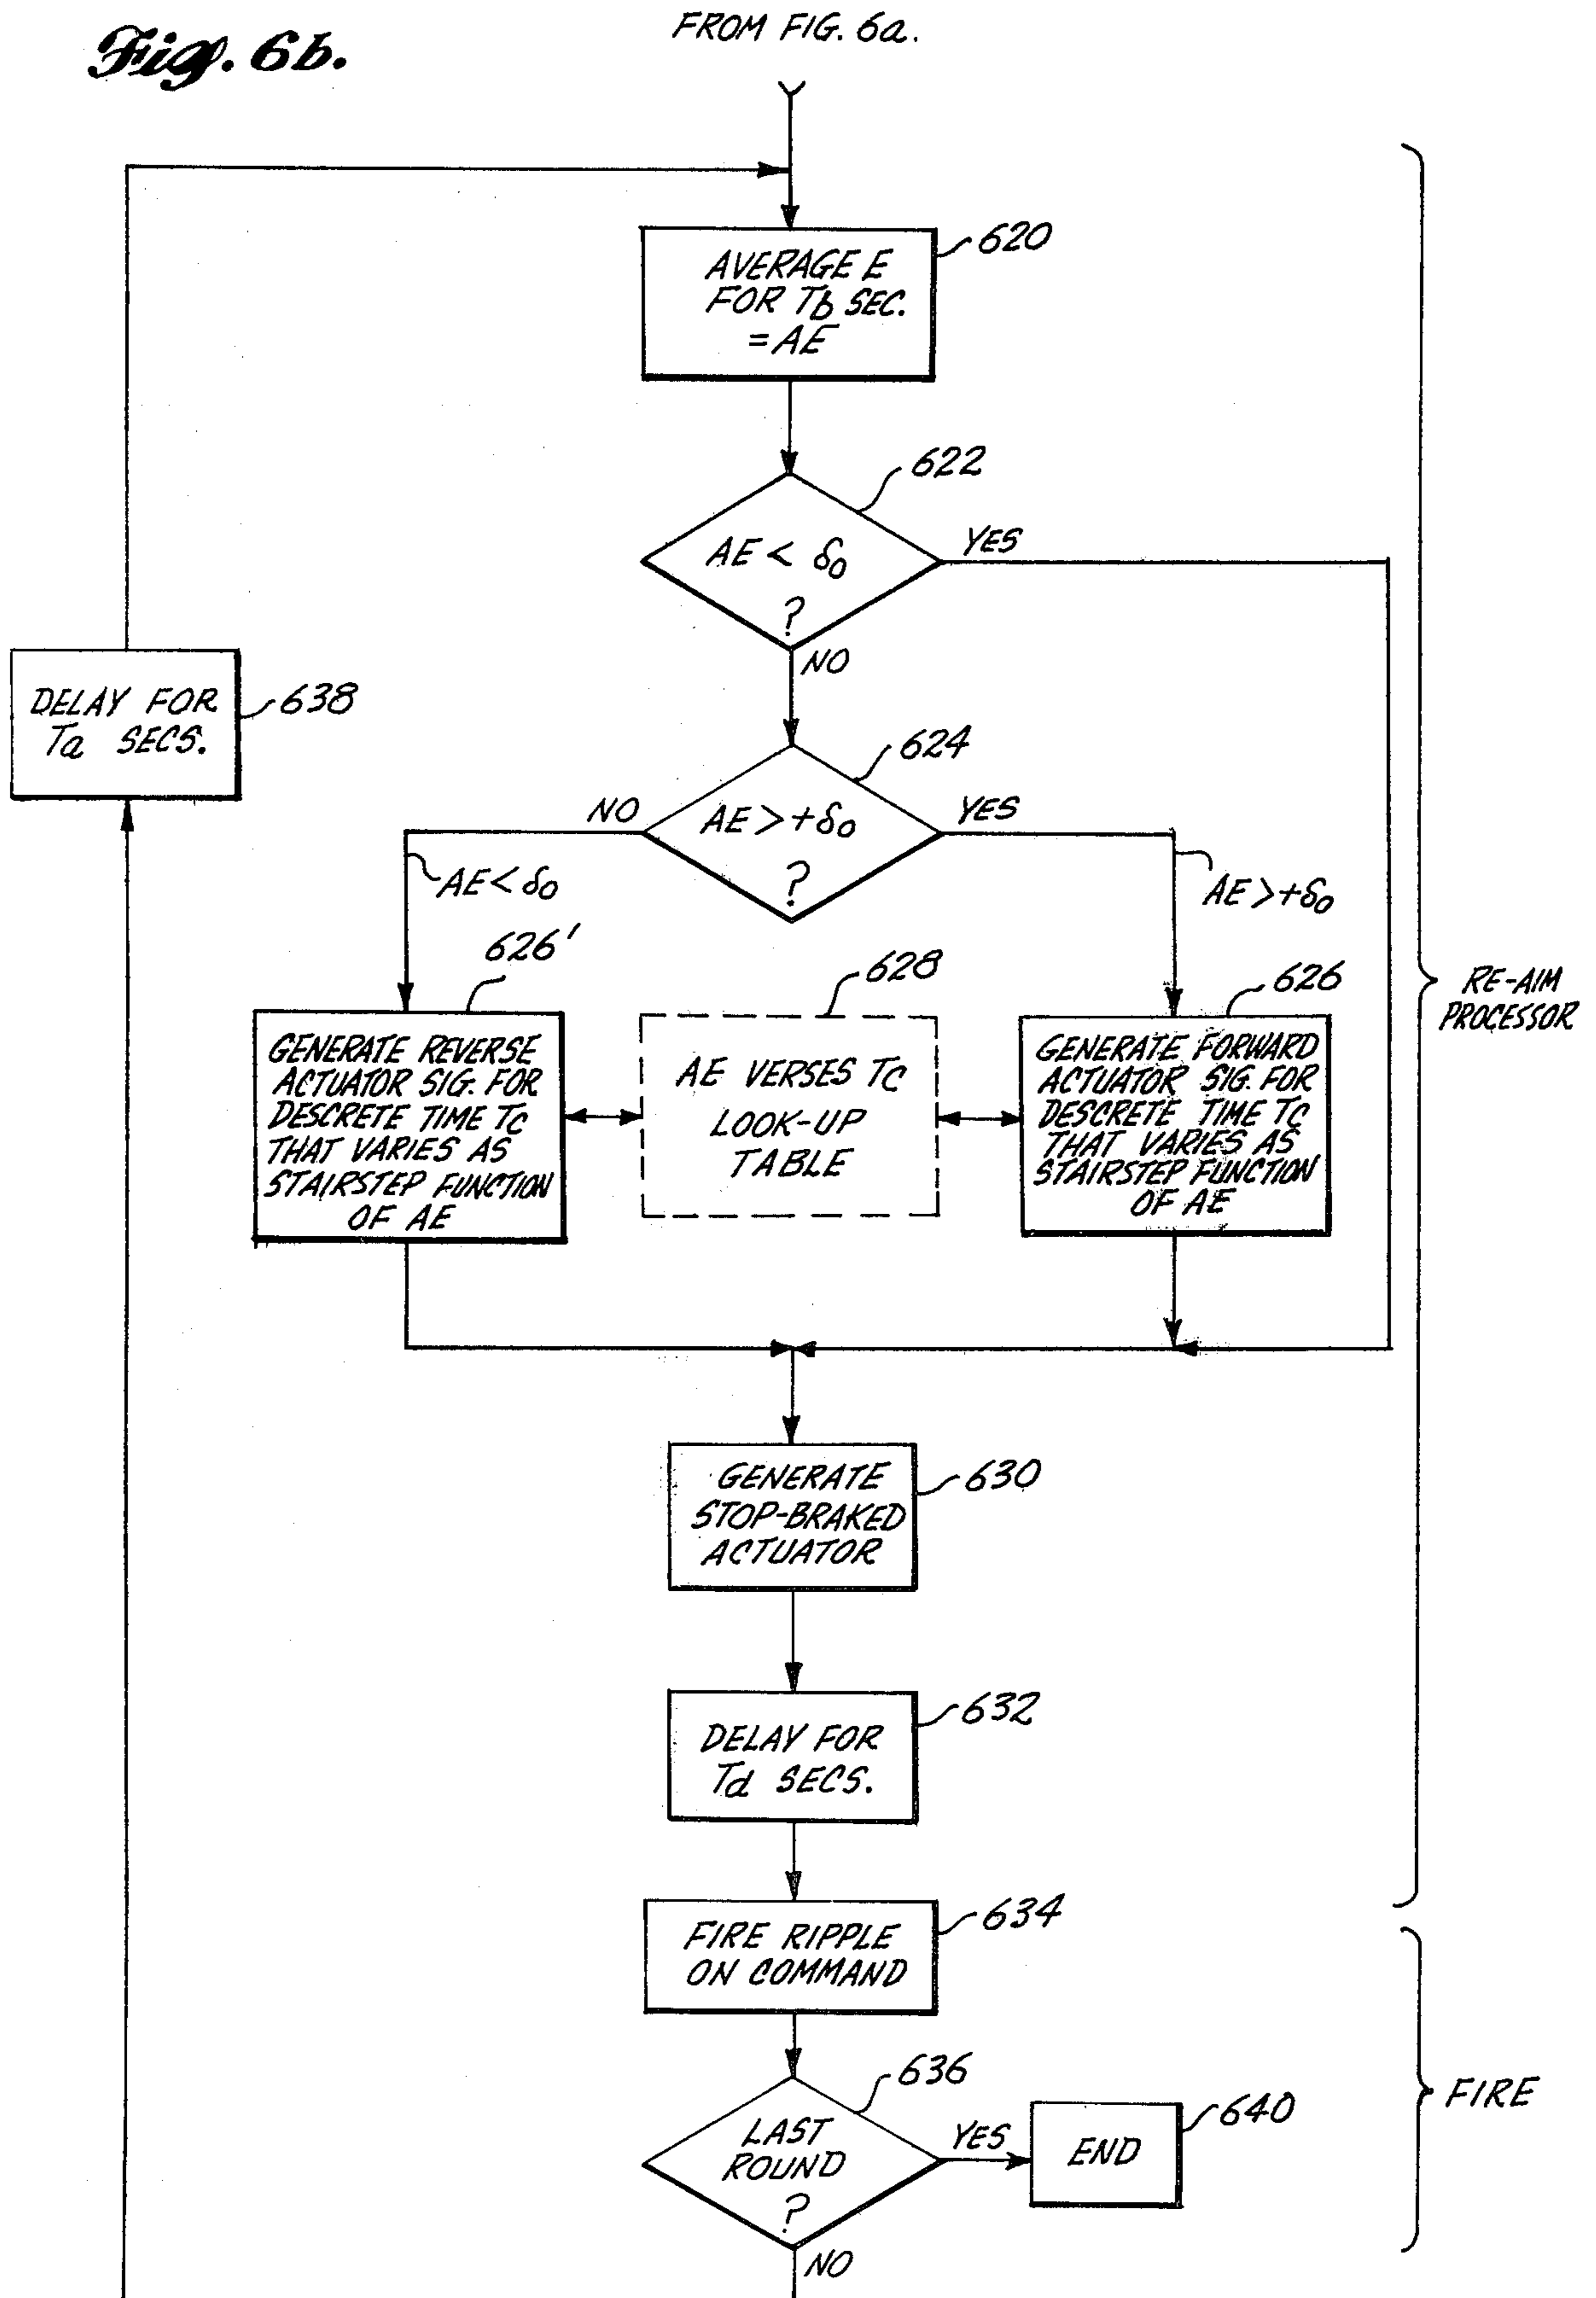 Fig. 6b.
FROM FIG. 6a.
620
AVERAGE E
FOR Tb SEC.
= AE
622
AE < δ0
?
YES
NO
DELAY FOR
Ta SECS.
638
624
AE > +δ0
?
NO
YES
AE < δ0
AE > +δ0
626'
628
626
GENERATE REVERSE
ACTUATOR SIG. FOR
DESCRETE TIME TC
THAT VARIES AS
STAIRSTEP FUNCTION
OF AE
AE VERSES TC
LOOK-UP
TABLE
GENERATE FORWARD
ACTUATOR SIG. FOR
DESCRETE TIME TC
THAT VARIES AS
STAIRSTEP FUNCTION
OF AE
RE-AIM
PROCESSOR
630
GENERATE
STOP-BRAKED
ACTUATOR
632
DELAY FOR
Td SECS.
634
FIRE RIPPLE
ON COMMAND
636
LAST
ROUND
?
YES
END
640
NO
FIRE